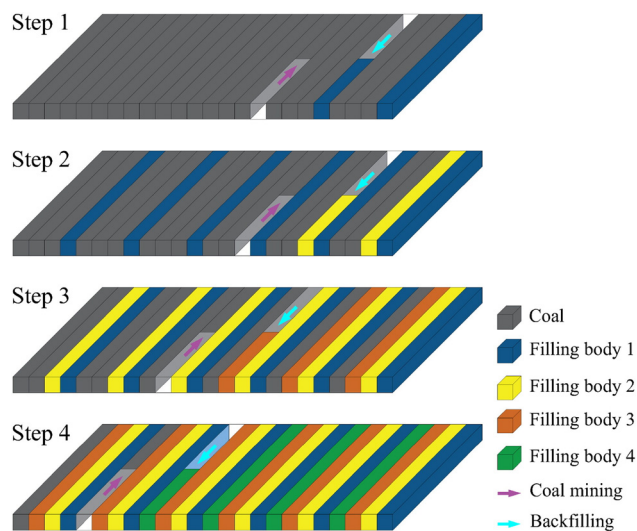 Step 1
Step 2
Step 3
Step 4
Coal
Filling body 1
Filling body 2
Filling body 3
Filling body 4
Coal mining
Backfilling